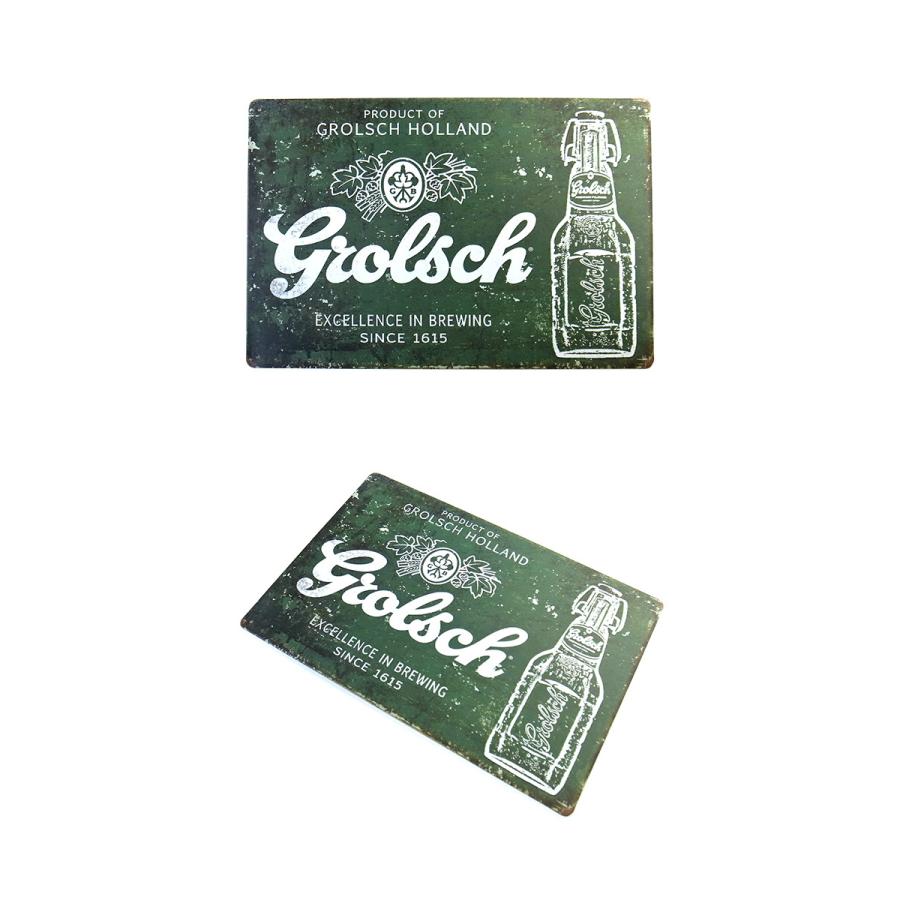 PRODUCT OF
GROLSCH HOLLAND
G B
Grolsch
EXCELLENCE IN BREWING
SINCE 1615
Grolsch
Grolsch
PRODUCT OF
GROLSCH HOLLAND
G B
Grolsch
EXCELLENCE IN BREWING
SINCE 1615
Grolsch
Grolsch